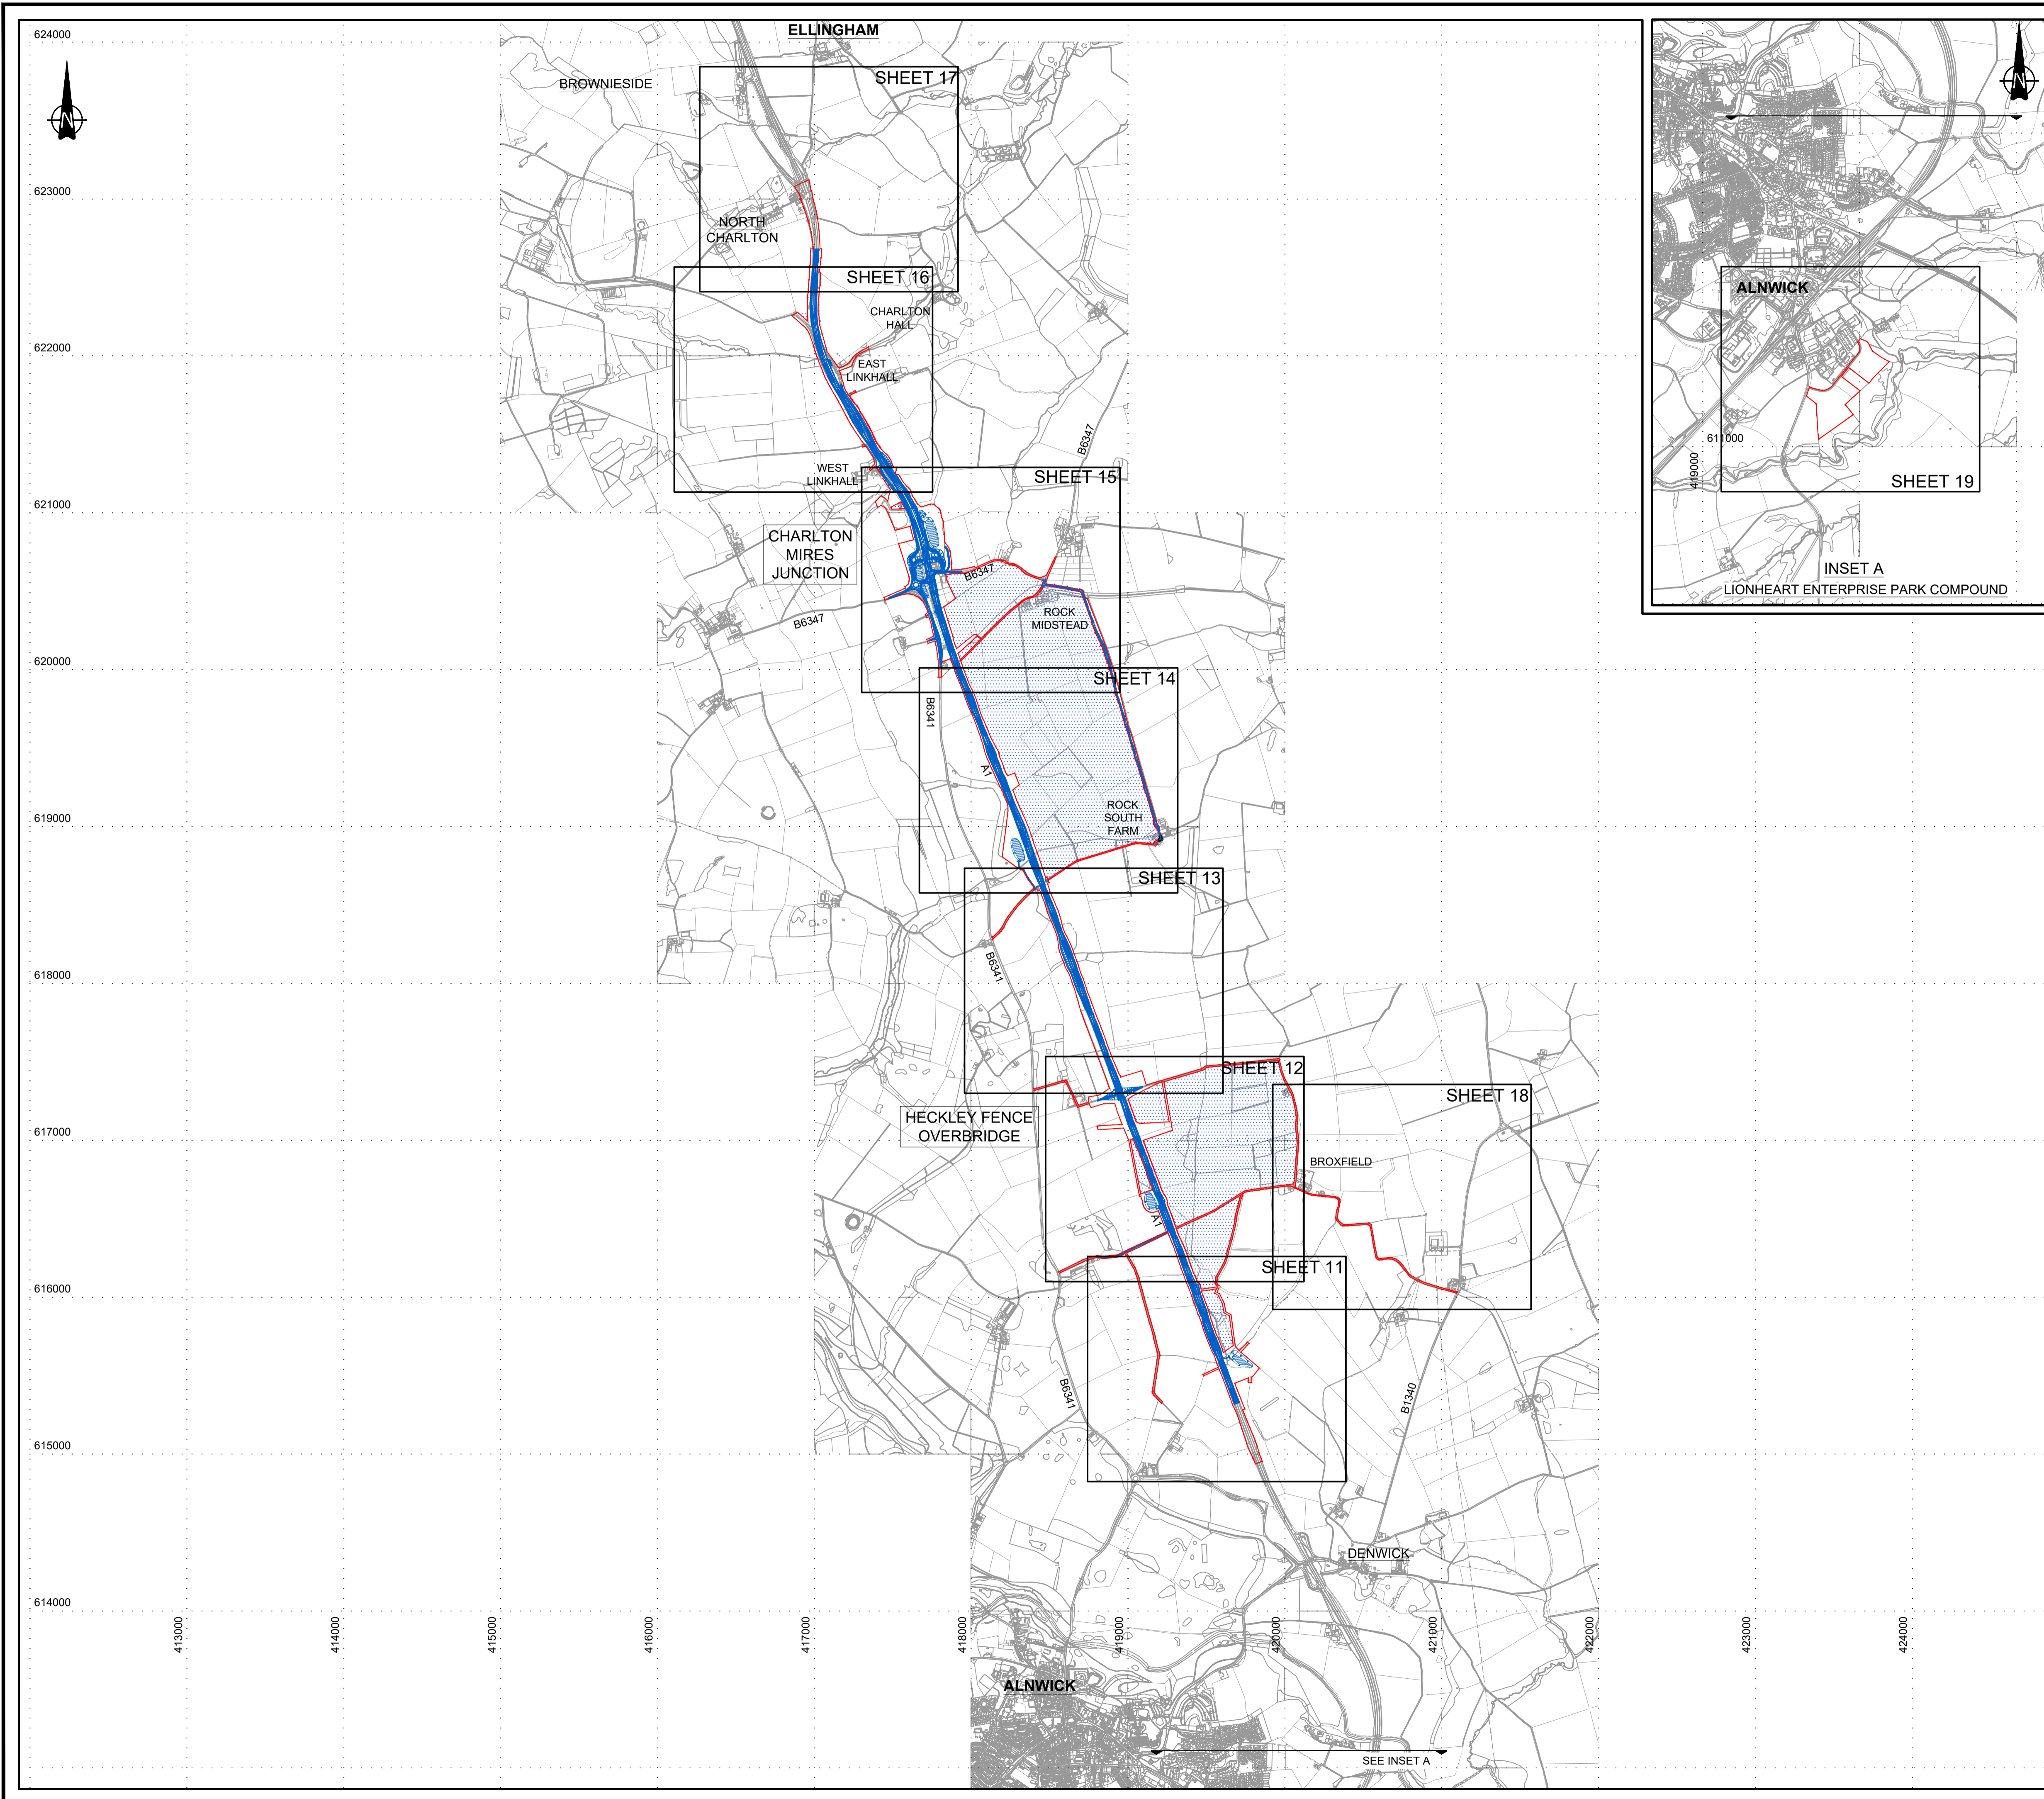 624000
ELLINGHAM
SHEET 17
BROWNIESIDE
N
N
623000
NORTH
CHARLTON
SHEET 16
CHARLTON
HALL
622000
EAST
LINKHALL
B6347
WEST
LINKHALL
SHEET 15
621000
CHARLTON
MIRES
JUNCTION
B6347
ROCK
MIDSTEAD
B6347
620000
SHEET 14
B6341
A1
ROCK
SOUTH
FARM
619000
SHEET 13
618000
B6341
SHEET 12
SHEET 18
HECKLEY FENCE
OVERBRIDGE
617000
BROXFIELD
A1
SHEET 11
616000
B6341
B1340
615000
DENWICK
614000
413000
414000
415000
416000
417000
418000
419000
420000
421000
422000
423000
424000
ALNWICK
SEE INSET A
ALNWICK
611000
419000
SHEET 19
INSET A
LIONHEART ENTERPRISE PARK COMPOUND